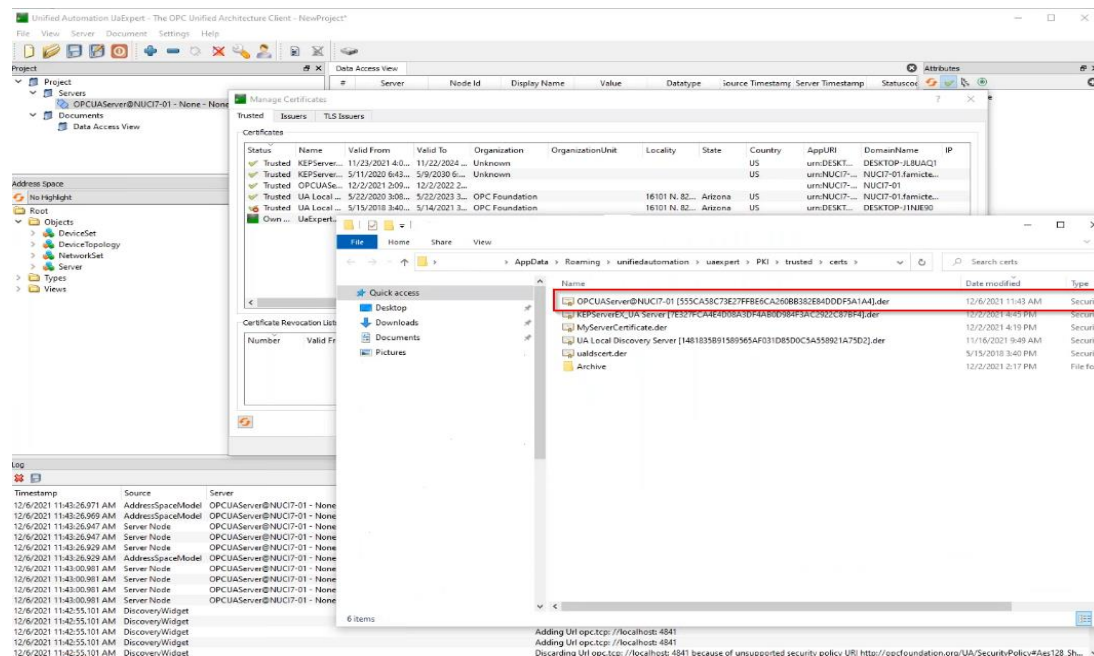 Unified Automation UaExpert - The OPC Unified Architecture Client - NewProject*
File View Server Document Settings Help
Project
Project
Servers
OPCUAServer@NUCI7-01 - None - None
Documents
Data Access View
Data Access View
# Server Node Id Display Name Value Datatype Source Timestamp Server Timestamp Statuscod
Attributes
Manage Certificates
Trusted Issuers TLS Issuers
Certificates
Status Name Valid From Valid To Organization OrganizationUnit Locality State Country AppURI DomainName IP
Trusted KEPServer... 11/23/2021 4:0... 11/22/2024 ... Unknown US urn:DESKT... DESKTOP-JL8UAQ1
Trusted KEPServer... 5/11/2020 6:43... 5/9/2030 6:... Unknown US urn:NUCI7-... NUCI7-01.famicte...
Trusted OPCUASe... 12/2/2021 2:09... 12/2/2022 2... urn:NUCI7-... NUCI7-01
Trusted UA Local ... 5/22/2020 3:08... 5/22/2023 3... OPC Foundation 16101 N. 82... Arizona US urn:NUCI7-... NUCI7-01.famicte...
Trusted UA Local ... 5/15/2018 3:40... 5/14/2021 3... OPC Foundation 16101 N. 82... Arizona US urn:DESKT... DESKTOP-J1NJE90
Own ... UaExpert...
Certificate Revocation List
Number Valid Fr
Address Space
No Highlight
Root
Objects
DeviceSet
DeviceTopology
NetworkSet
Server
Types
Views
File Home Share View
AppData > Roaming > unifiedautomation > uaexpert > PKI > trusted > certs >
Search certs
Quick access
Desktop
Downloads
Documents
Pictures
Name Date modified Type
OPCUAServer@NUCI7-01 [555CA58C73E27FFBE6CA260BB382E84DDDF5A1A4].der 12/6/2021 11:43 AM Securi
KEPServerEX_UA Server [7E327FCA4E4D08A3DF4AB0D984F3AC2922C87BF4].der 12/2/2021 4:45 PM Securi
MyServerCertificate.der 12/2/2021 4:19 PM Securi
UA Local Discovery Server [1481835B91589565AF031D85D0C5A558921A75D2].der 11/16/2021 9:49 AM Securi
ualdscert.der 5/15/2018 3:40 PM Securi
Archive 12/2/2021 2:17 PM File fo
6 items
Log
Timestamp Source Server
12/6/2021 11:43:26.971 AM AddressSpaceModel OPCUAServer@NUCI7-01 - None
12/6/2021 11:43:26.969 AM AddressSpaceModel OPCUAServer@NUCI7-01 - None
12/6/2021 11:43:26.947 AM Server Node OPCUAServer@NUCI7-01 - None
12/6/2021 11:43:26.947 AM Server Node OPCUAServer@NUCI7-01 - None
12/6/2021 11:43:26.929 AM Server Node OPCUAServer@NUCI7-01 - None
12/6/2021 11:43:26.929 AM AddressSpaceModel OPCUAServer@NUCI7-01 - None
12/6/2021 11:43:00.981 AM Server Node OPCUAServer@NUCI7-01 - None
12/6/2021 11:43:00.981 AM Server Node OPCUAServer@NUCI7-01 - None
12/6/2021 11:43:00.981 AM Server Node OPCUAServer@NUCI7-01 - None
12/6/2021 11:43:00.981 AM Server Node OPCUAServer@NUCI7-01 - None
12/6/2021 11:42:55.101 AM DiscoveryWidget
12/6/2021 11:42:55.101 AM DiscoveryWidget
12/6/2021 11:42:55.101 AM DiscoveryWidget Adding Url opc.tcp: //localhost: 4841
12/6/2021 11:42:55.101 AM DiscoveryWidget Adding Url opc.tcp: //localhost: 4841
12/6/2021 11:42:55.101 AM DiscoveryWidget Discarding Url opc.tcp: //localhost: 4841 because of unsupported security policy URI http://opcfoundation.org/UA/SecurityPolicy#Aes128_Sh...